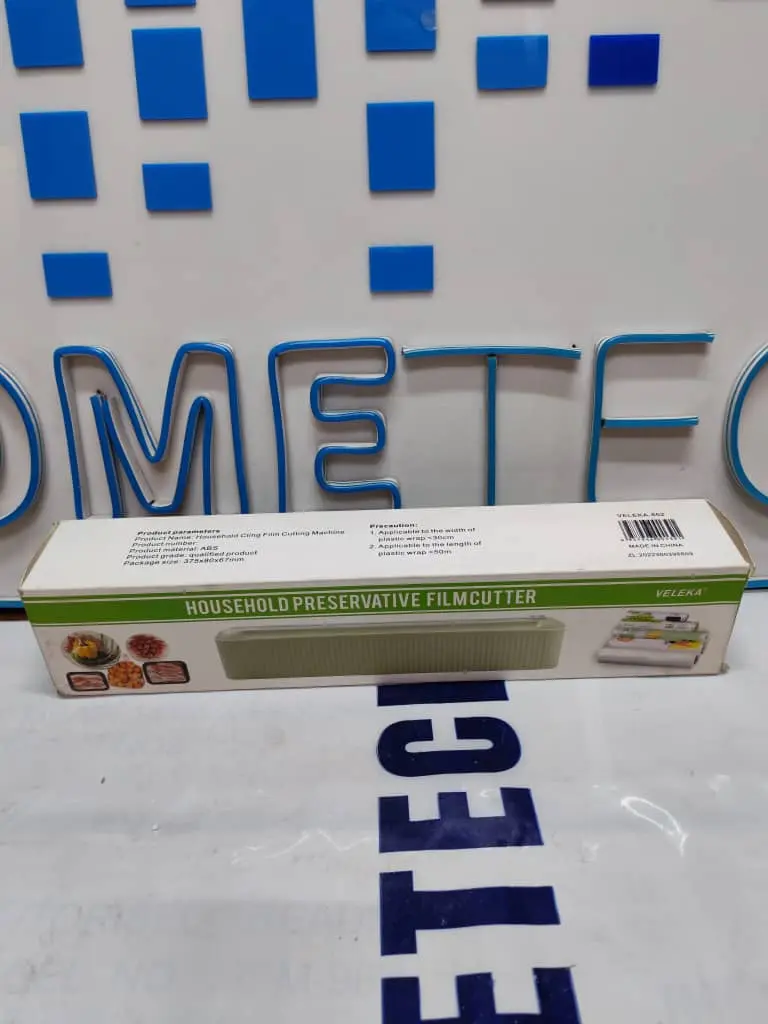 OMETEC
Product parameters
Product Name: Household Cling Film Cutting Machine
Product number:
Product material: ABS
Product grade: qualified product
Package size: 375x80x67mm
Precaution:
1. Applicable to the width of
plastic wrap <30cm
2. Applicable to the length of
plastic wrap <50m
VELEKA-662
MADE IN CHINA
HOUSEHOLD PRESERVATIVE FILMCUTTER
VELEKA
ETEC